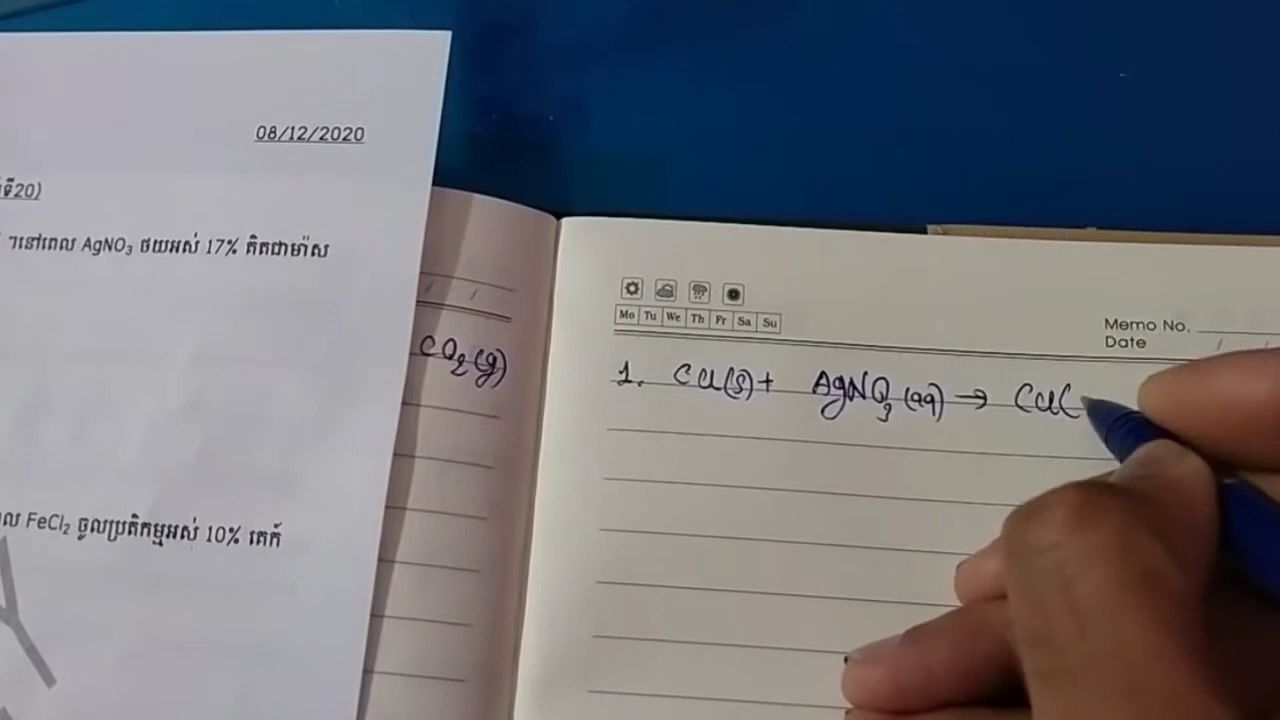 08/12/2020
ទី20)
ៗនៅពេល AgNO₃ ថយអស់ 17% គិតជាម៉ាស
FeCl₂ ចូលប្រតិកម្មអស់ 10% គេក៍
CO₂(g)
Mo Tu We Th Fr Sa Su
Memo No.
Date / /
1. Cu(s) + AgNO₃(aq) → Cu(